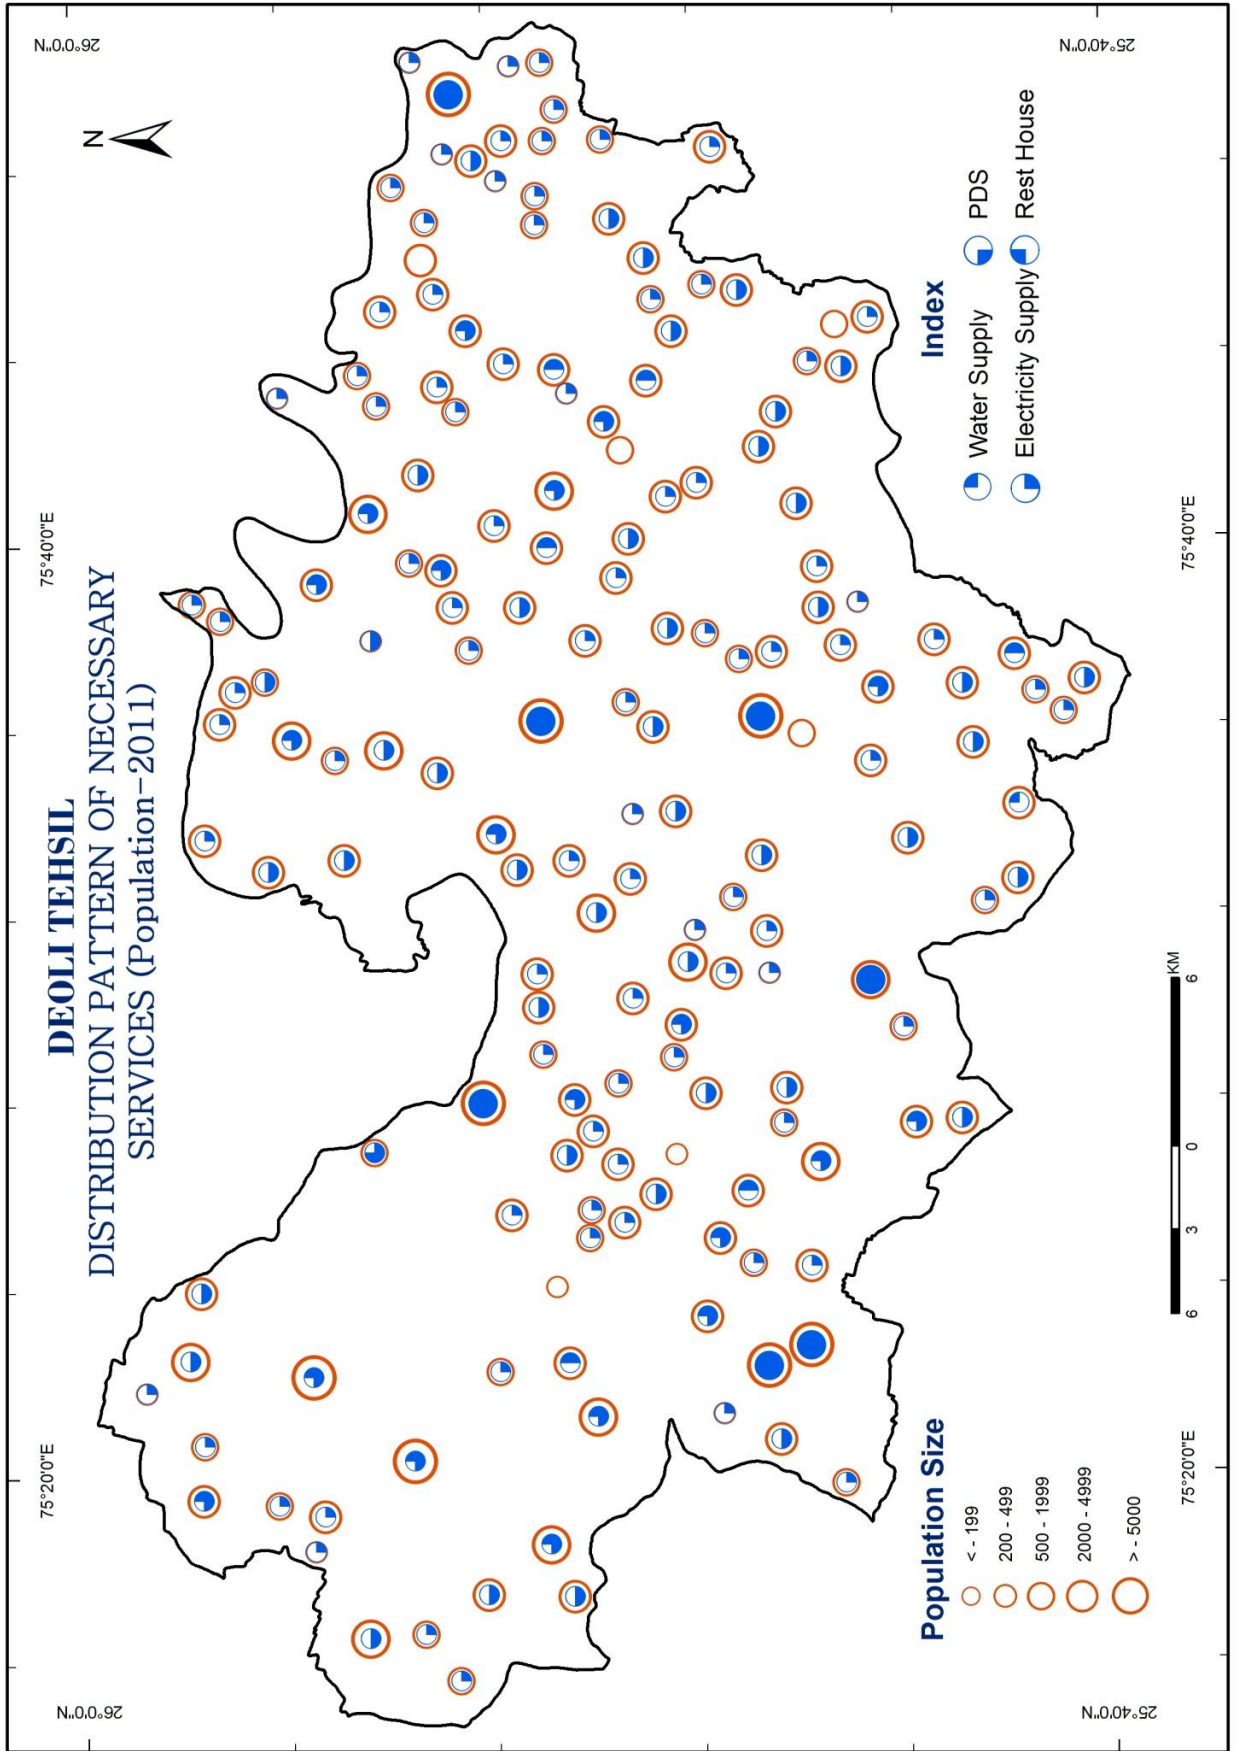 DEOLI TEHSIL
DISTRIBUTION PATTERN OF NECESSARY
SERVICES (Population-2011)
75°20'0"E
75°40'0"E
26°0'0"N
26°0'0"N
N
25°40'0"N
25°40'0"N
75°20'0"E
75°40'0"E
Population Size
< - 199
200 - 499
500 - 1999
2000 - 4999
> - 5000
6 3 0 6
KM
Index
Water Supply
PDS
Electricity Supply
Rest House